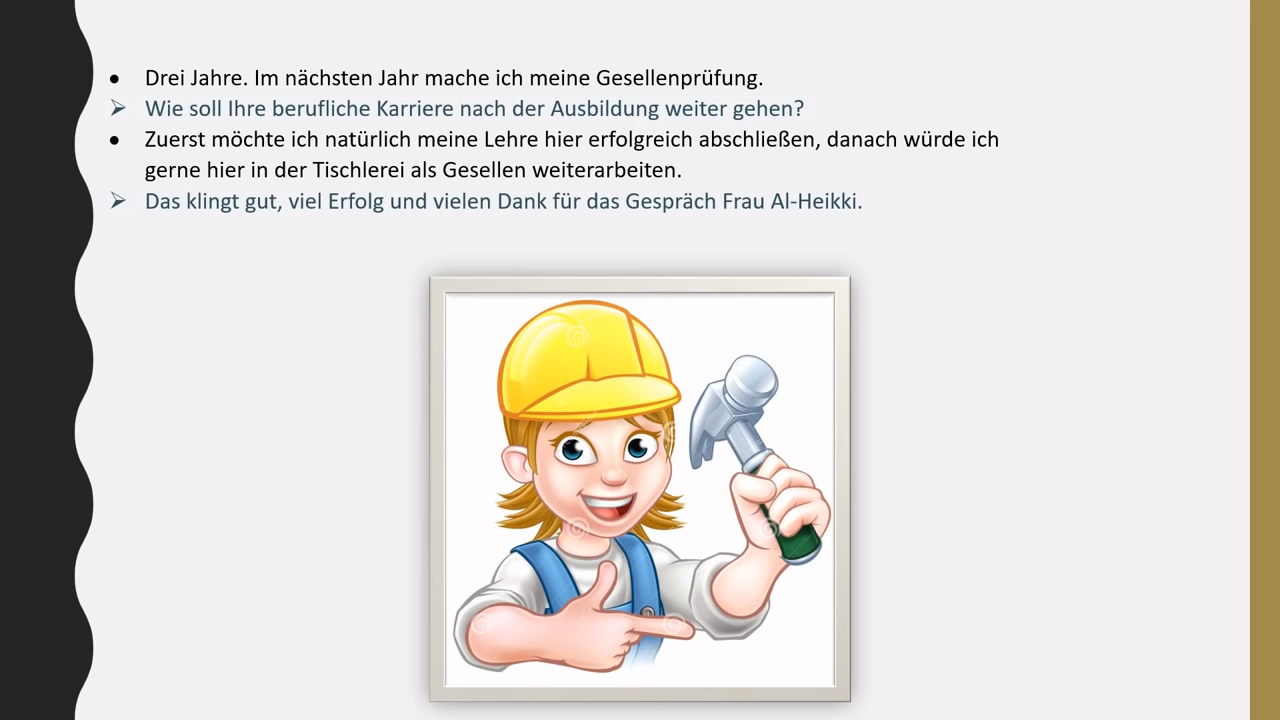 • Drei Jahre. Im nächsten Jahr mache ich meine Gesellenprüfung.
➢ Wie soll Ihre berufliche Karriere nach der Ausbildung weiter gehen?
• Zuerst möchte ich natürlich meine Lehre hier erfolgreich abschließen, danach würde ich
gerne hier in der Tischlerei als Gesellen weiterarbeiten.
➢ Das klingt gut, viel Erfolg und vielen Dank für das Gespräch Frau Al-Heikki.